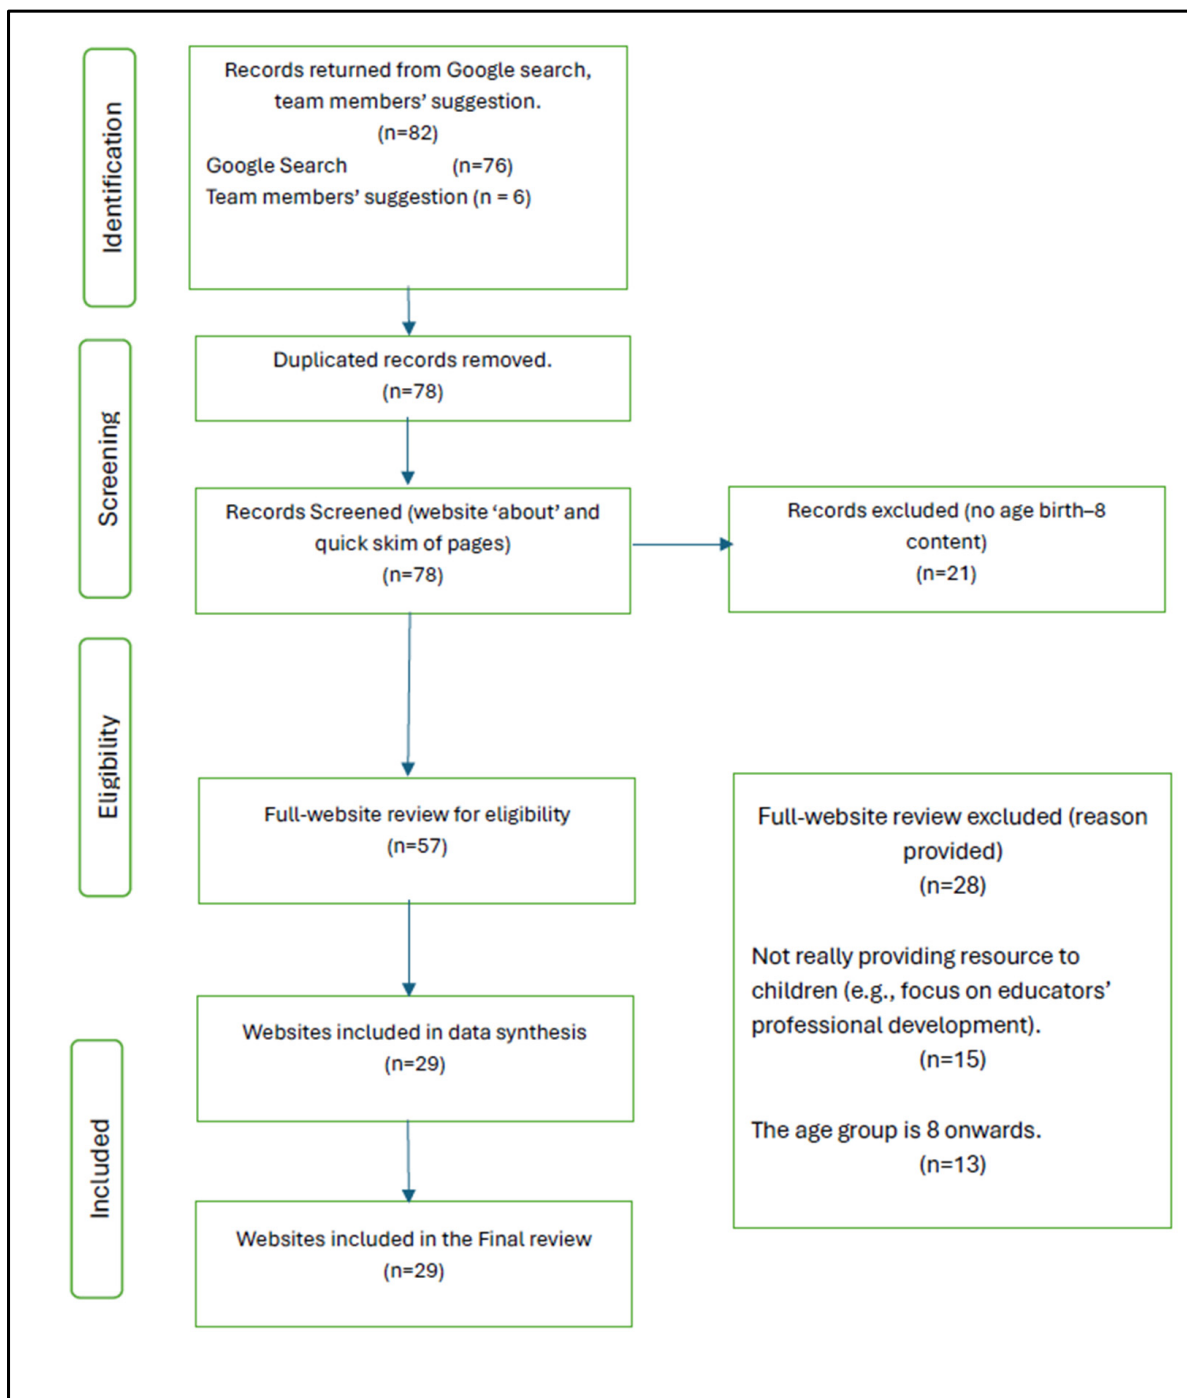 Identification
Records returned from Google search,
team members’ suggestion.
(n=82)
Google Search (n=76)
Team members’ suggestion (n = 6)
Screening
Duplicated records removed.
(n=78)
Records Screened (website ‘about’ and
quick skim of pages)
(n=78)
Records excluded (no age birth–8
content)
(n=21)
Eligibility
Full-website review for eligibility
(n=57)
Full-website review excluded (reason
provided)
(n=28)
Not really providing resource to
children (e.g., focus on educators’
professional development).
(n=15)
The age group is 8 onwards.
(n=13)
Included
Websites included in data synthesis
(n=29)
Websites included in the Final review
(n=29)